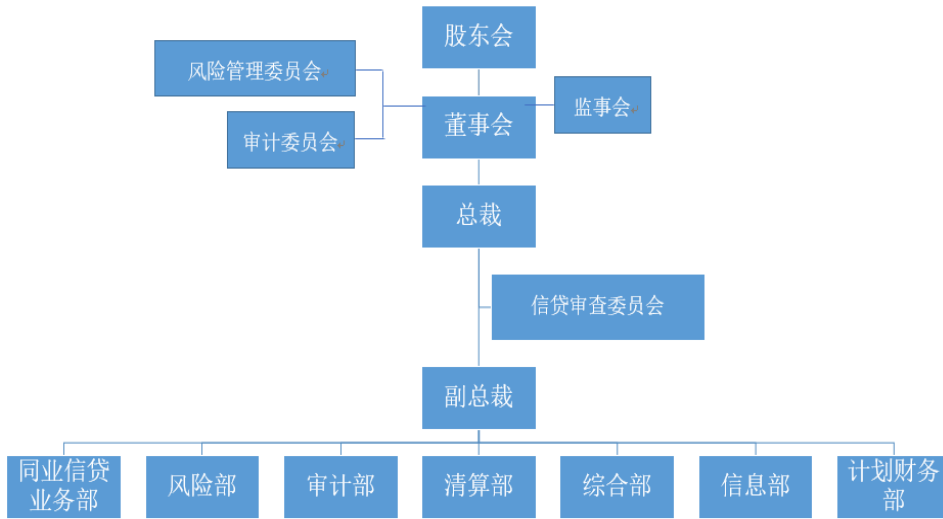 股东会
风险管理委员会
董事会
监事会
审计委员会
总裁
信贷审查委员会
副总裁
同业信贷
业务部
风险部
审计部
清算部
综合部
信息部
计划财务
部